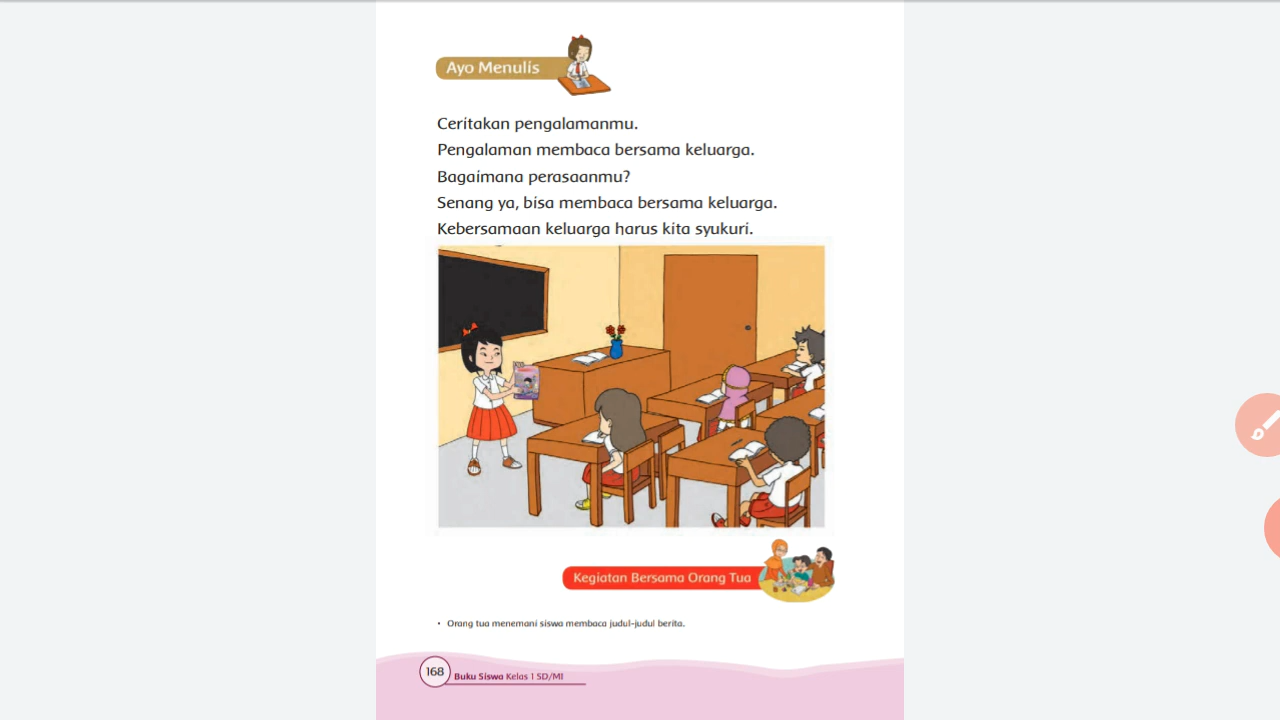 Ayo Menulis
Ceritakan pengalamanmu.
Pengalaman membaca bersama keluarga.
Bagaimana perasaanmu?
Senang ya, bisa membaca bersama keluarga.
Kebersamaan keluarga harus kita syukuri.
Kegiatan Bersama Orang Tua
• Orang tua menemani siswa membaca judul-judul berita.
168
Buku Siswa Kelas 1 SD/MI